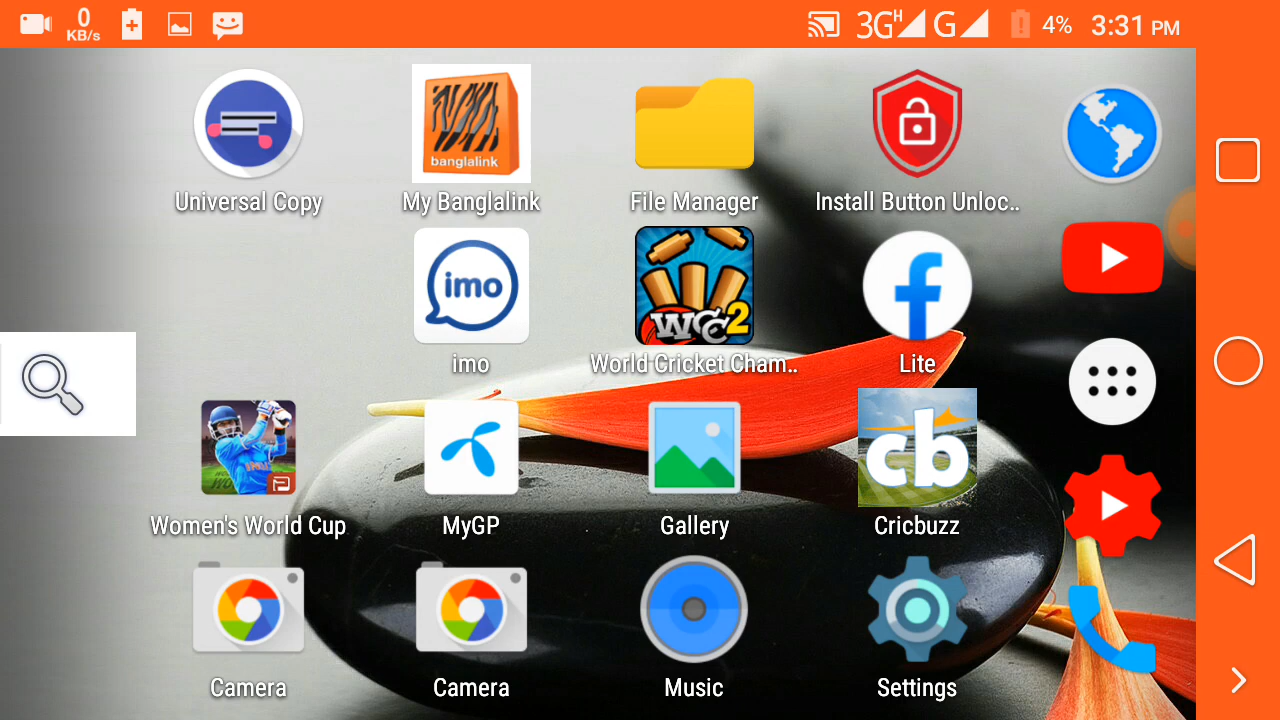 0
KB/s
3G H G 4% 3:31 PM
banglalink
Universal Copy My Banglalink File Manager Install Button Unloc..
imo
WCC2
imo World Cricket Cham.. Lite
cb
Women's World Cup MyGP Gallery Cricbuzz
Camera Camera Music Settings